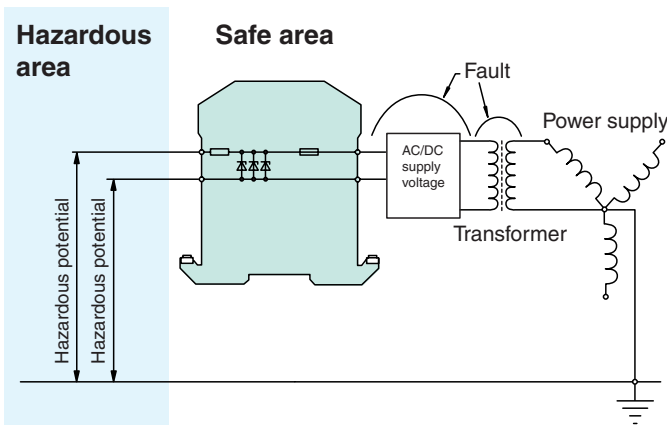 Hazardous
area
Safe area
Fault
Power supply
AC/DC
supply
voltage
Transformer
Hazardous potential
Hazardous potential